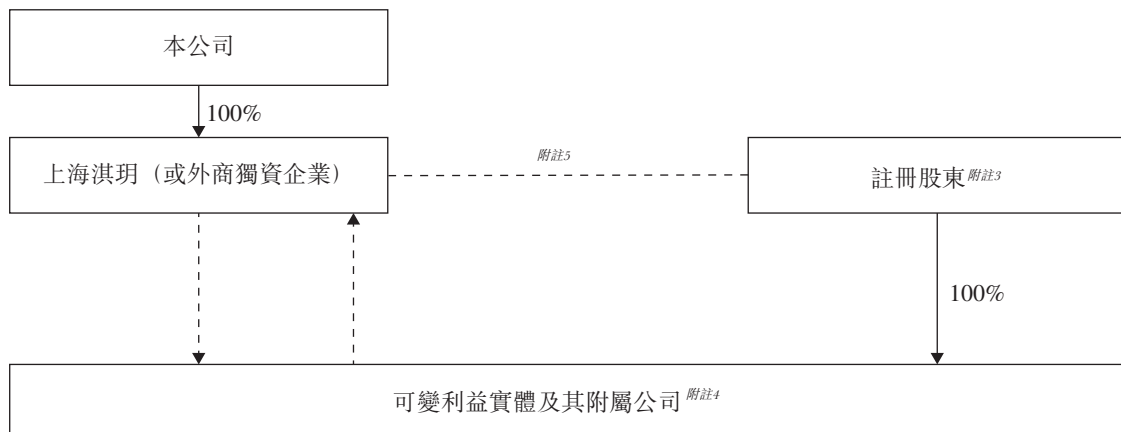 本公司
100%
上海淇玥（或外商獨資企業）
附註5
註冊股東附註3
100%
可變利益實體及其附屬公司附註4